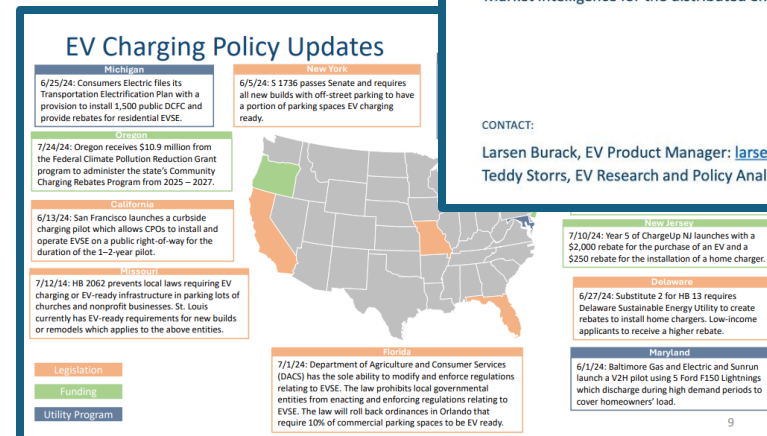 Market intelligence for the distributed
CONTACT:
Larsen Burack, EV Product Manager: larse
Teddy Storrs, EV Research and Policy Anal
EV Charging Policy Updates
Michigan
6/25/24: Consumers Electric files its
Transportation Electrification Plan with a
provision to install 1,500 public DCFC and
provide rebates for residential EVSE.
New York
6/5/24: S 1736 passes Senate and requires
all new builds with off-street parking to have
a portion of parking spaces EV charging
ready.
Oregon
7/24/24: Oregon receives $10.9 million from
the Federal Climate Pollution Reduction Grant
program to administer the state's Community
Charging Rebates Program from 2025 – 2027.
California
6/13/24: San Francisco launches a curbside
charging pilot which allows CPOs to install and
operate EVSE on a public right-of-way for the
duration of the 1–2-year pilot.
Missouri
7/12/14: HB 2062 prevents local laws requiring EV
charging or EV-ready infrastructure in parking lots of
churches and nonprofit businesses. St. Louis
currently has EV-ready requirements for new builds
or remodels which applies to the above entities.
Legislation
Funding
Utility Program
Florida
7/1/24: Department of Agriculture and Consumer Services
(DACS) has the sole ability to modify and enforce regulations
relating to EVSE. The law prohibits local governmental
entities from enacting and enforcing regulations relating to
EVSE. The law will roll back ordinances in Orlando that
require 10% of commercial parking spaces to be EV ready.
New Jersey
7/10/24: Year 5 of ChargeUp NJ launches with a
$2,000 rebate for the purchase of an EV and a
$250 rebate for the installation of a home charger.
Delaware
6/27/24: Substitute 2 for HB 13 requires
Delaware Sustainable Energy Utility to create
rebates to install home chargers. Low-income
applicants to receive a higher rebate.
Maryland
6/1/24: Baltimore Gas and Electric and Sunrun
launch a V2H pilot using 5 Ford F150 Lightnings
which discharge during high demand periods to
cover homeowners' load.
9